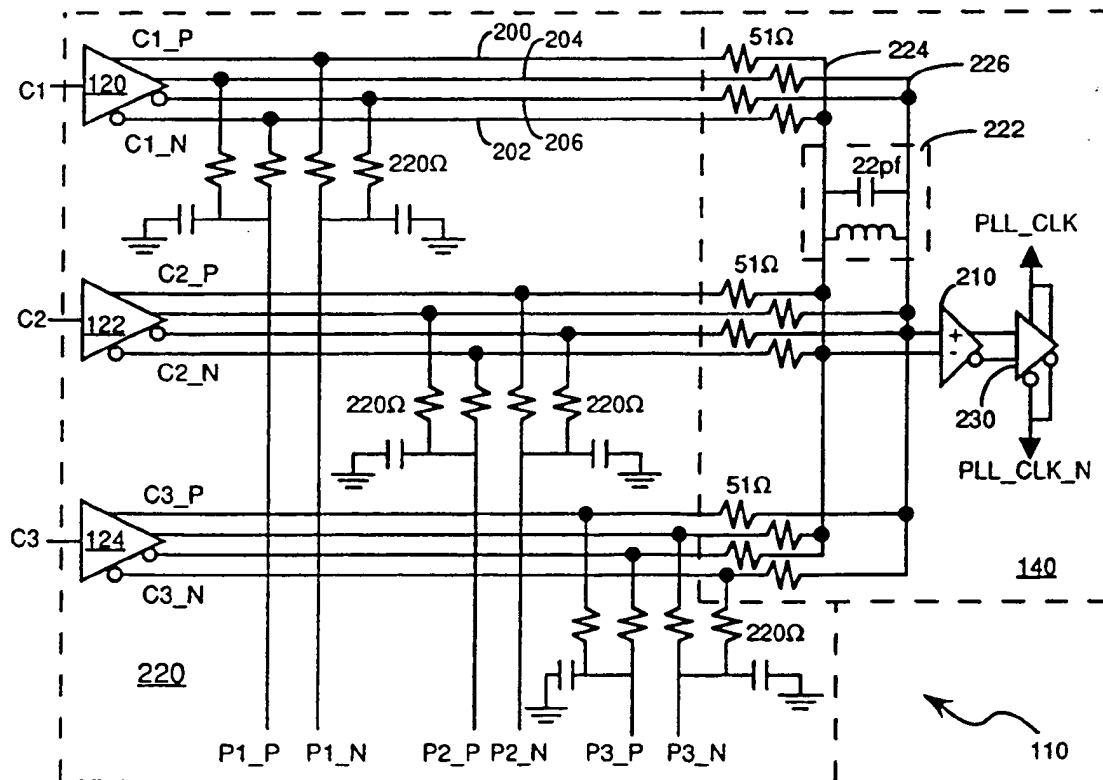 C1_P
200
204
51Ω
224
226
C1
120
C1_N
202
206
222
220Ω
22pf
PLL_CLK
C2_P
51Ω
210
C2
122
+
-
C2_N
220Ω
220Ω
230
PLL_CLK_N
C3_P
51Ω
C3
124
C3_N
140
220Ω
220
P1_P
P1_N
P2_P
P2_N
P3_P
P3_N
110